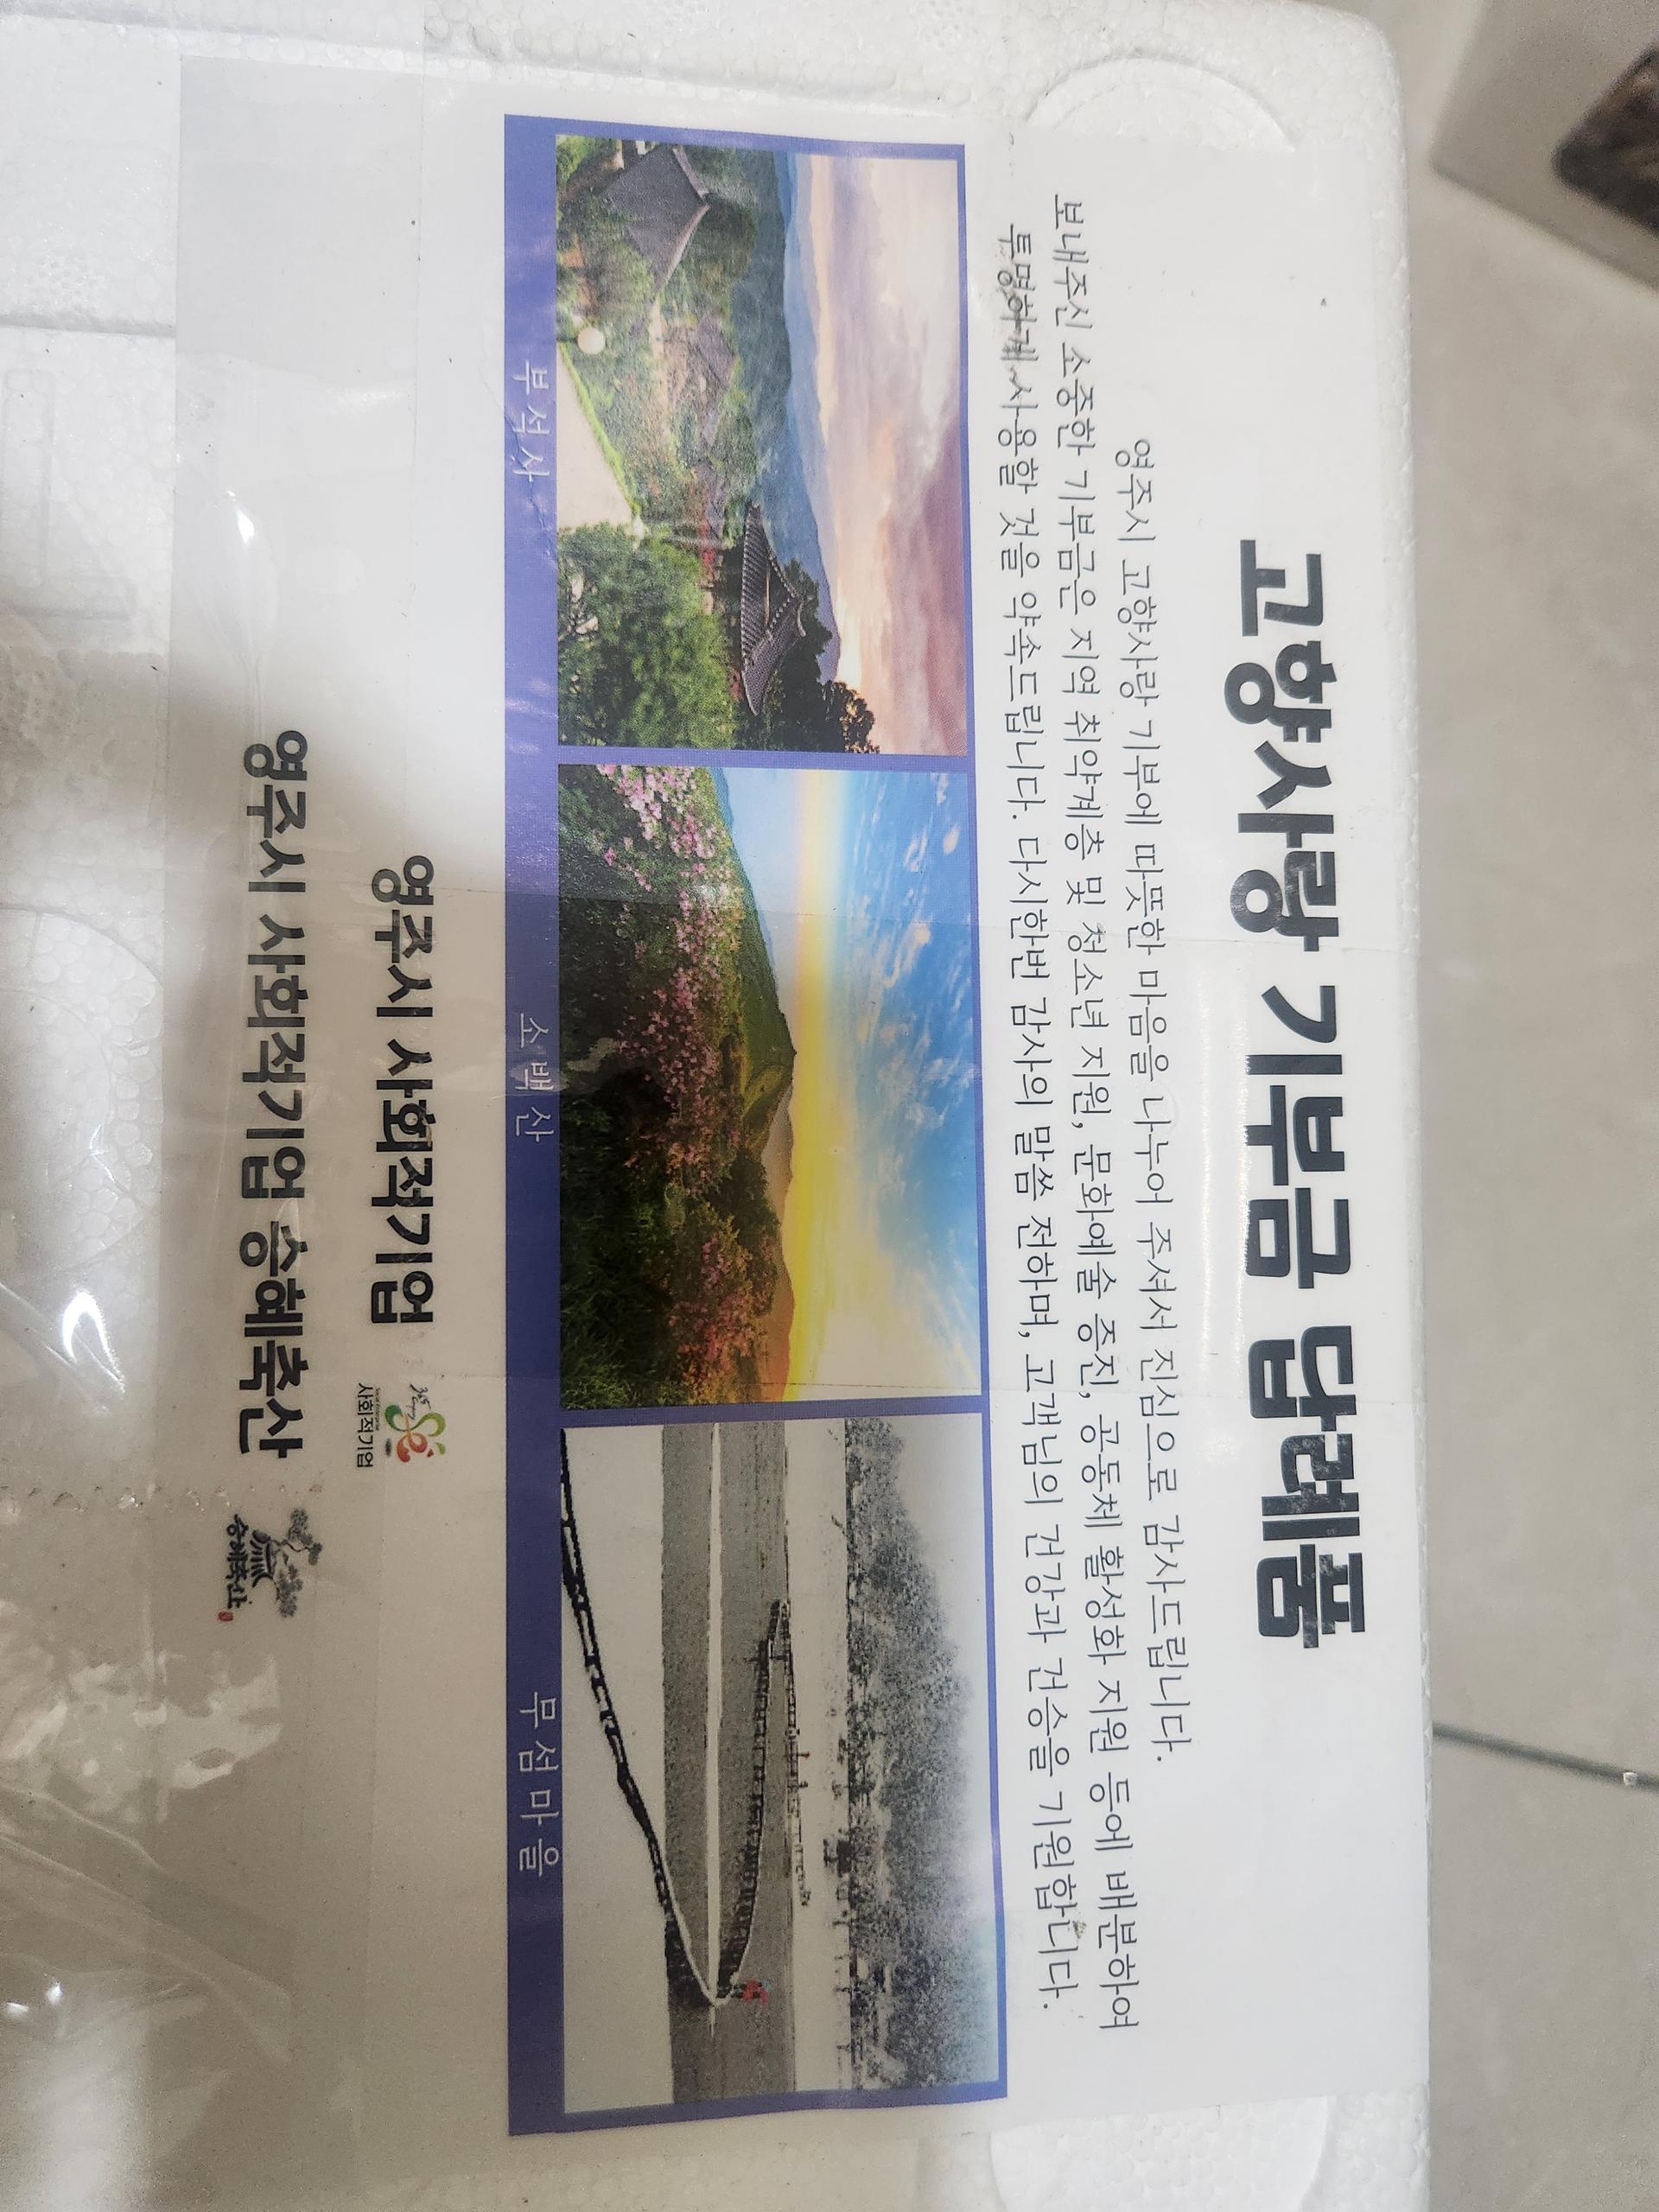 고향사랑 기부금 답례품
영주시 고향사랑 기부에 따뜻한 마음을 나누어 주셔서 진심으로 감사드립니다.
보내주신 소중한 기부금은 지역 취약계층 및 청소년 지원, 문화예술 증진, 공동체 활성화 지원 등에 배분하여
투명하게 사용할 것을 약속드립니다. 다시한번 감사의 말씀 전하며, 고객님의 건강과 건승을 기원합니다.
부석사
소백산
무섬마을
영주시 사회적기업
사회적기업
영주시 사회적기업 송혜축산
송혜축산